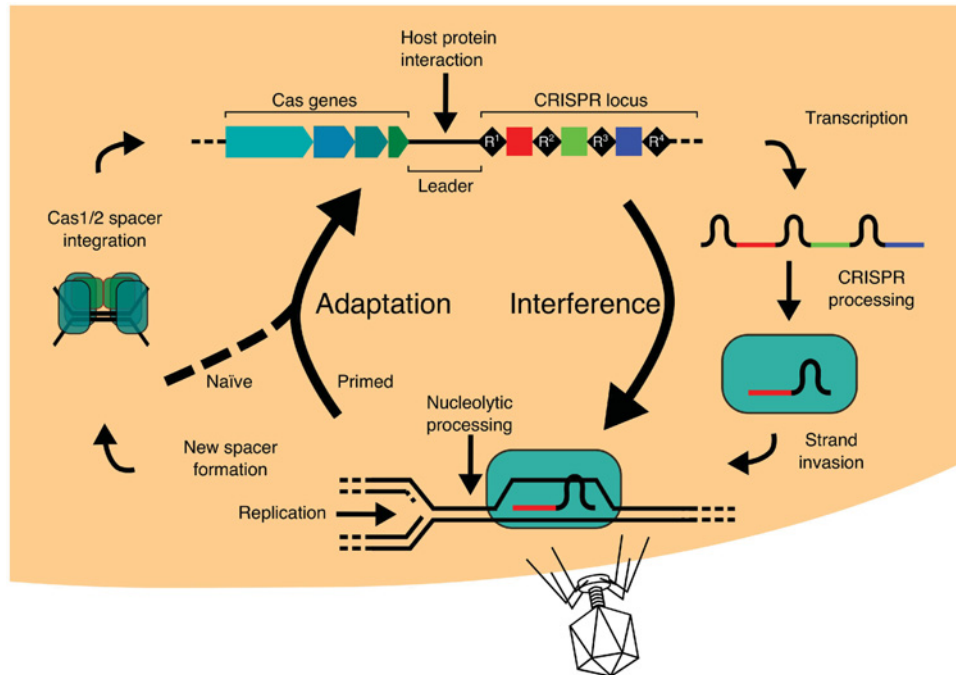 Host protein
interaction
Cas genes
CRISPR locus
R1
R2
R3
R4
Leader
Transcription
Cas1/2 spacer
integration
CRISPR
processing
Adaptation
Interference
Naïve
Primed
Nucleolytic
processing
New spacer
formation
Strand
invasion
Replication